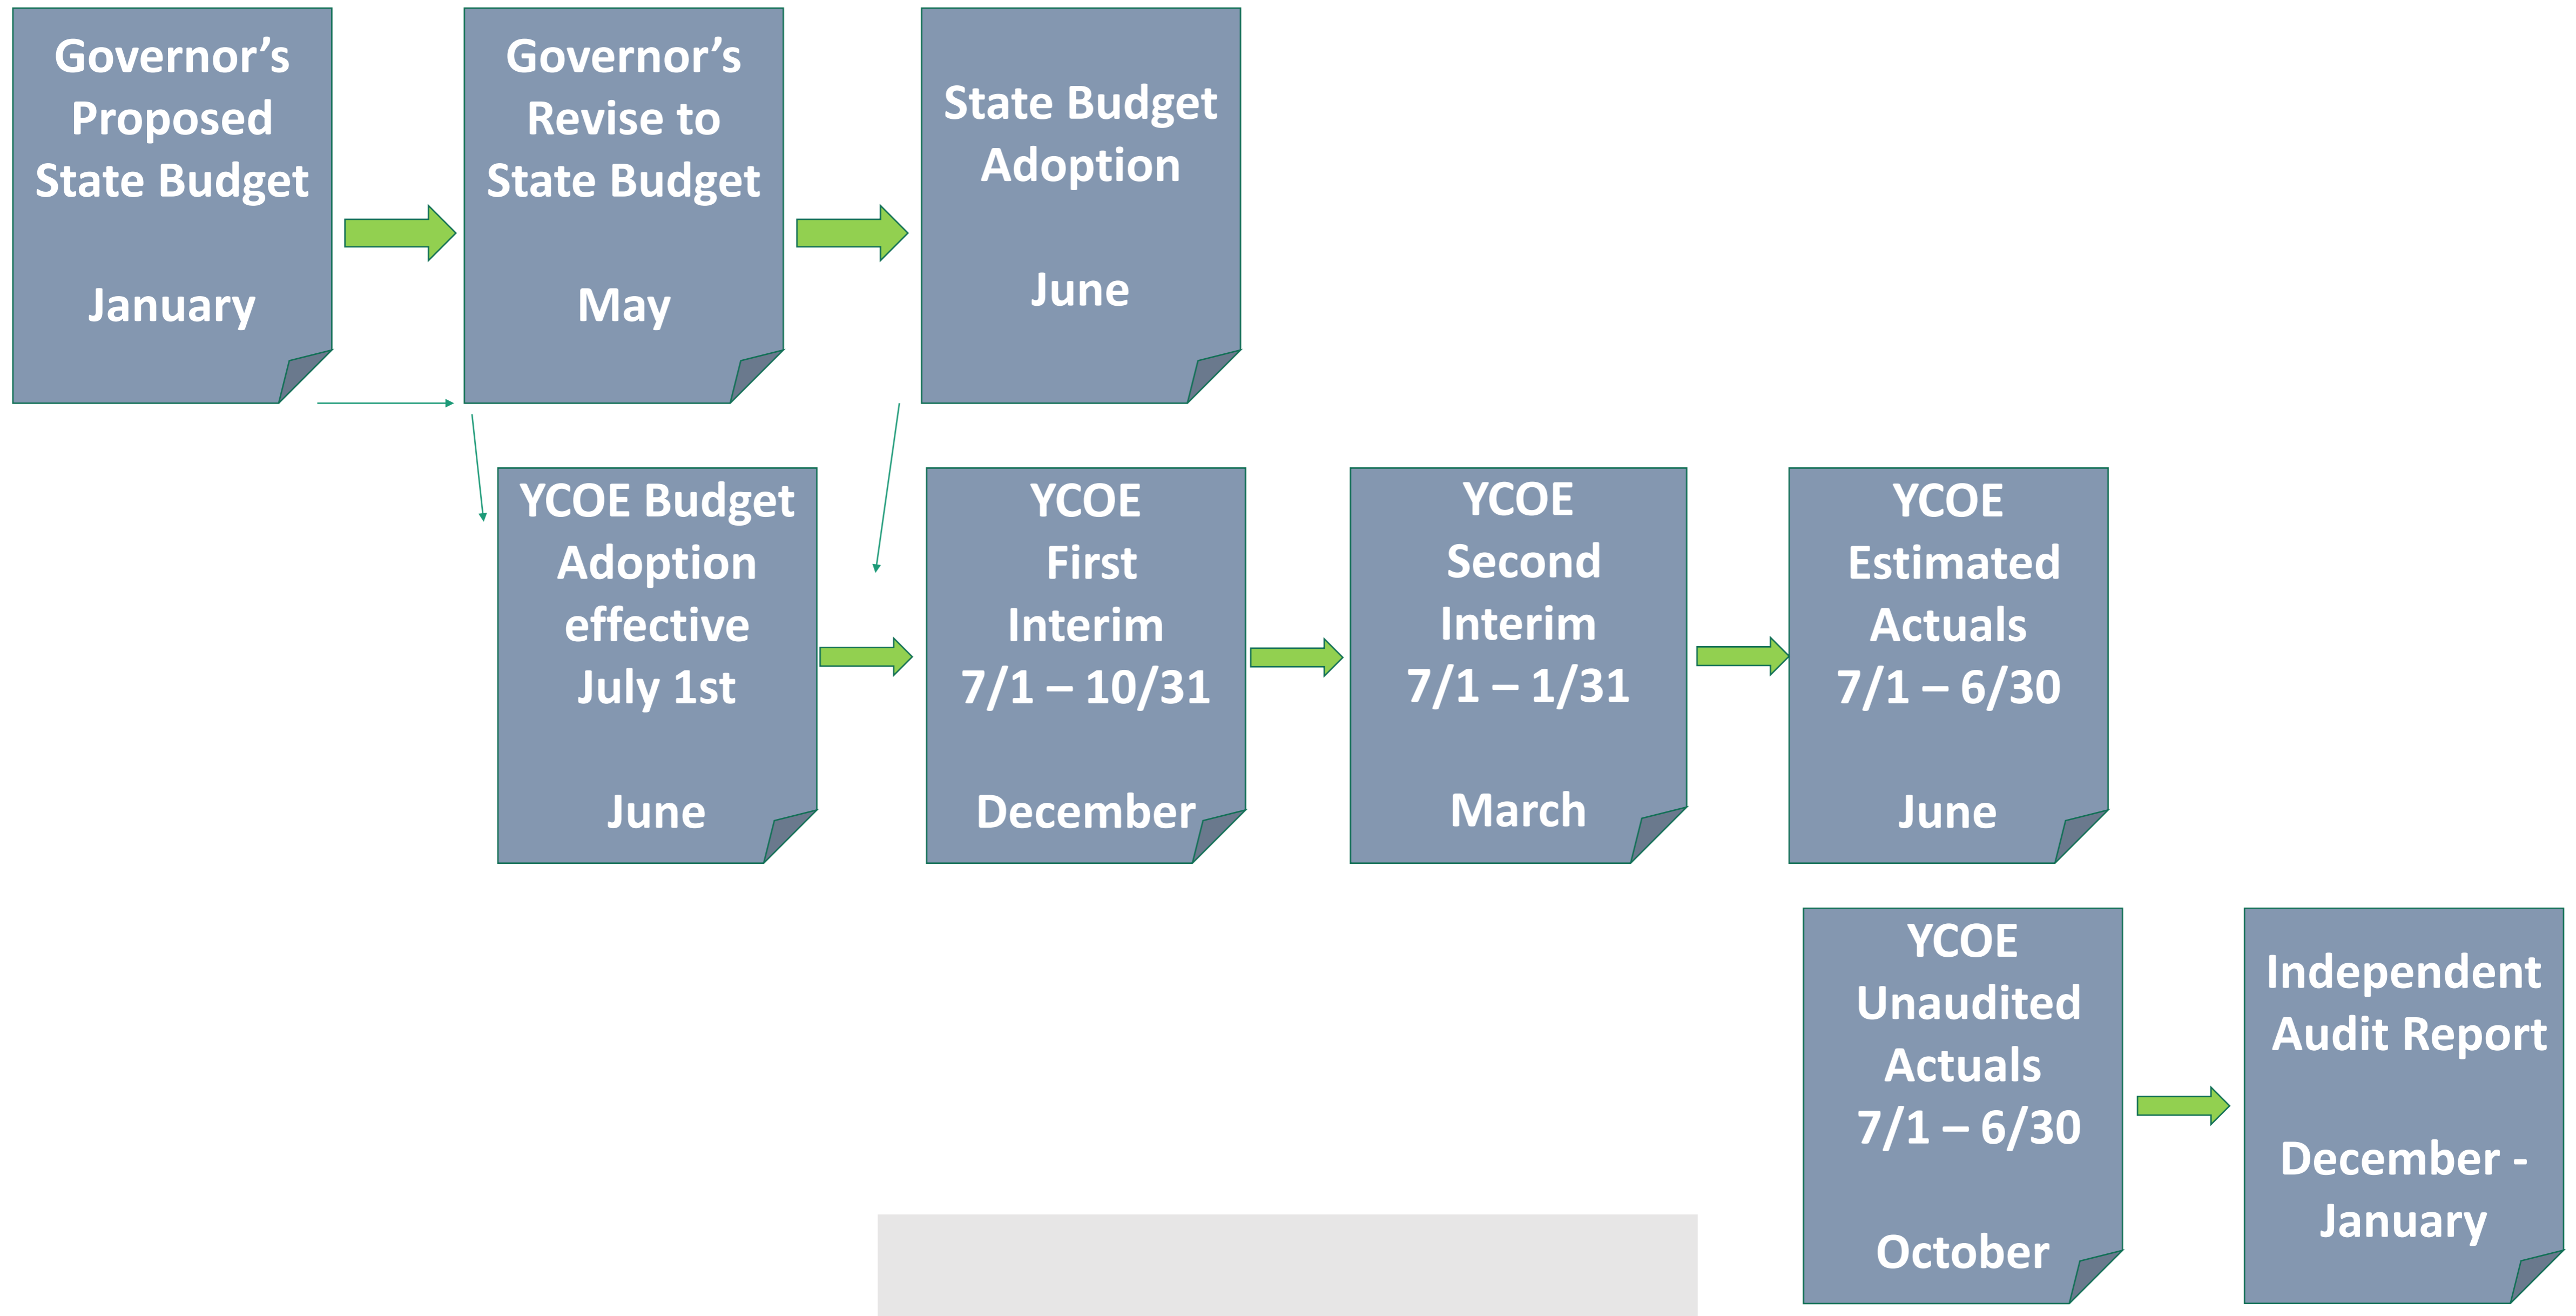 Governor’s
Proposed
State Budget
January
Governor’s
Revise to
State Budget
May
State Budget
Adoption
June
YCOE Budget
Adoption
effective
July 1st
June
YCOE
First
Interim
7/1 – 10/31
December
YCOE
Second
Interim
7/1 – 1/31
March
YCOE
Estimated
Actuals
7/1 – 6/30
June
YCOE
Unaudited
Actuals
7/1 – 6/30
October
Independent
Audit Report
December -
January